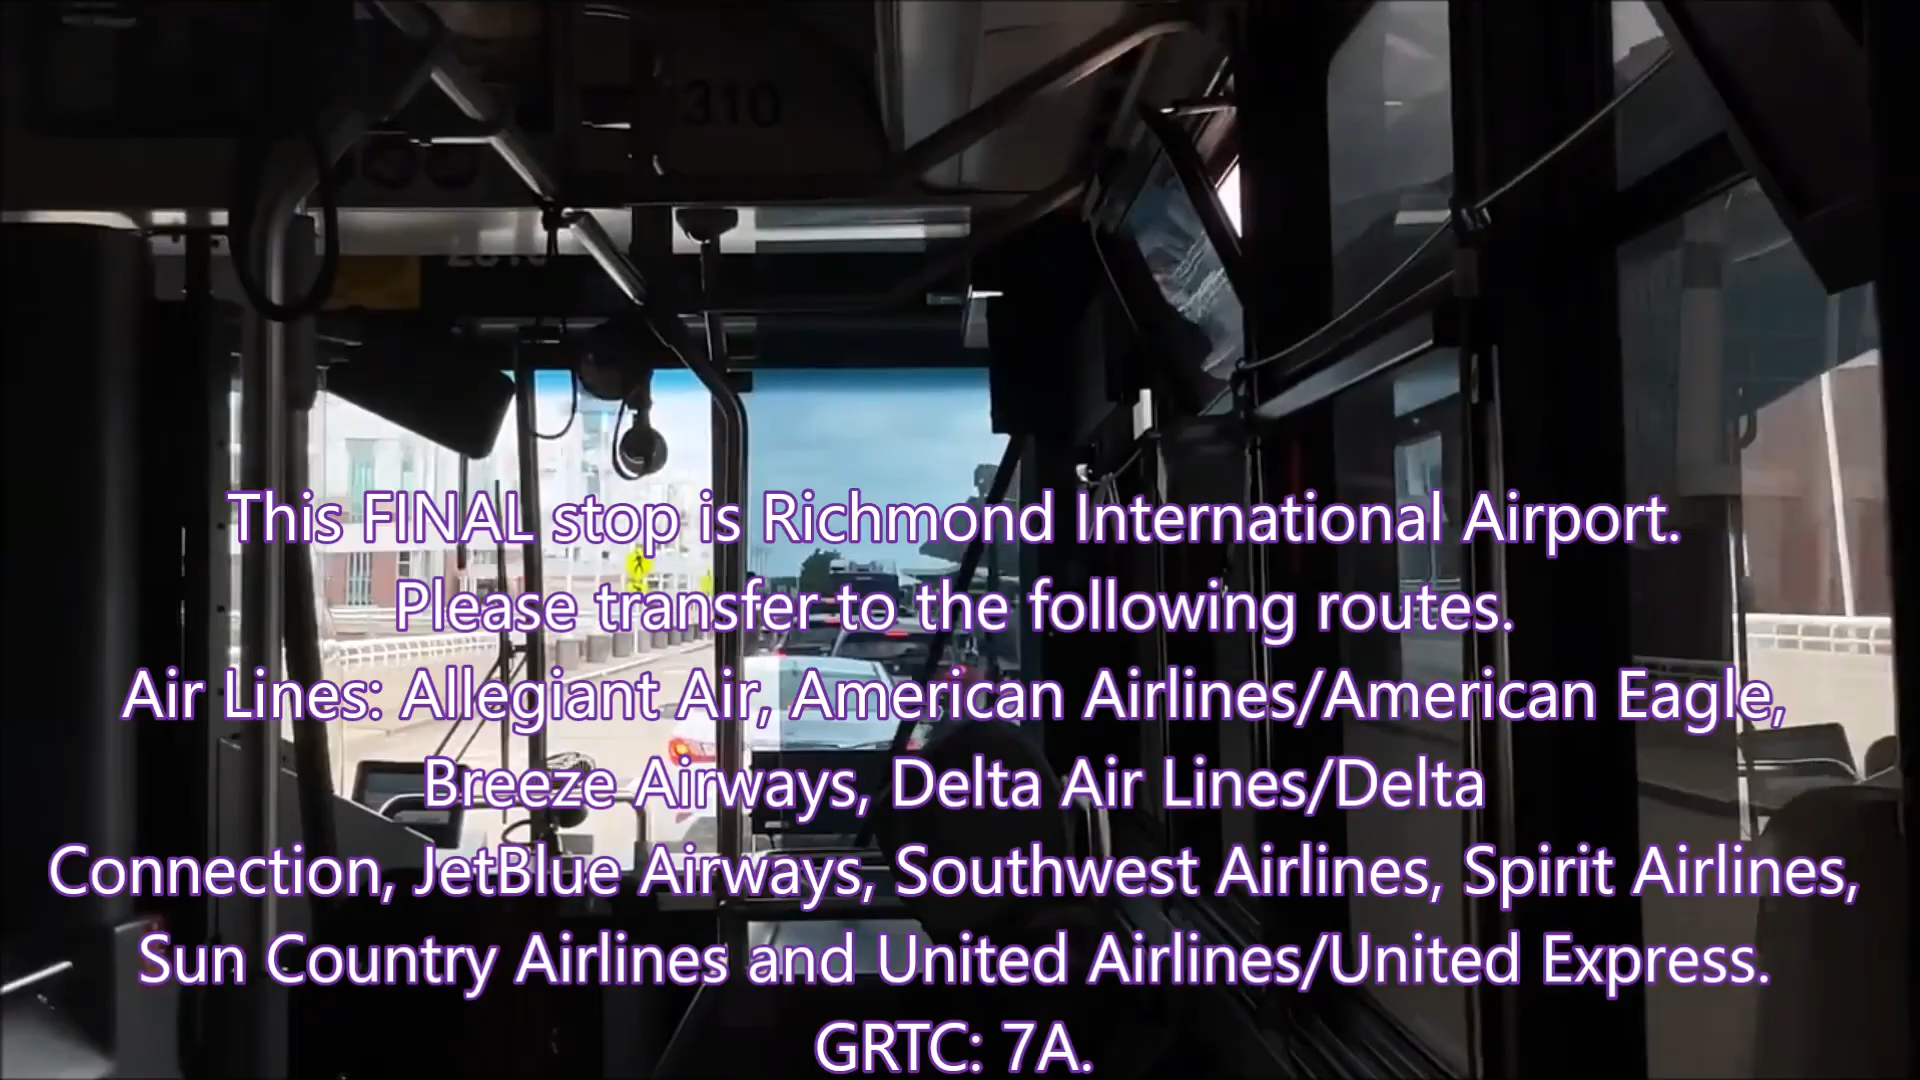 310
This FINAL stop is Richmond International Airport.
Please transfer to the following routes.
Air Lines: Allegiant Air, American Airlines/American Eagle,
Breeze Airways, Delta Air Lines/Delta
Connection, JetBlue Airways, Southwest Airlines, Spirit Airlines,
Sun Country Airlines and United Airlines/United Express.
GRTC: 7A.